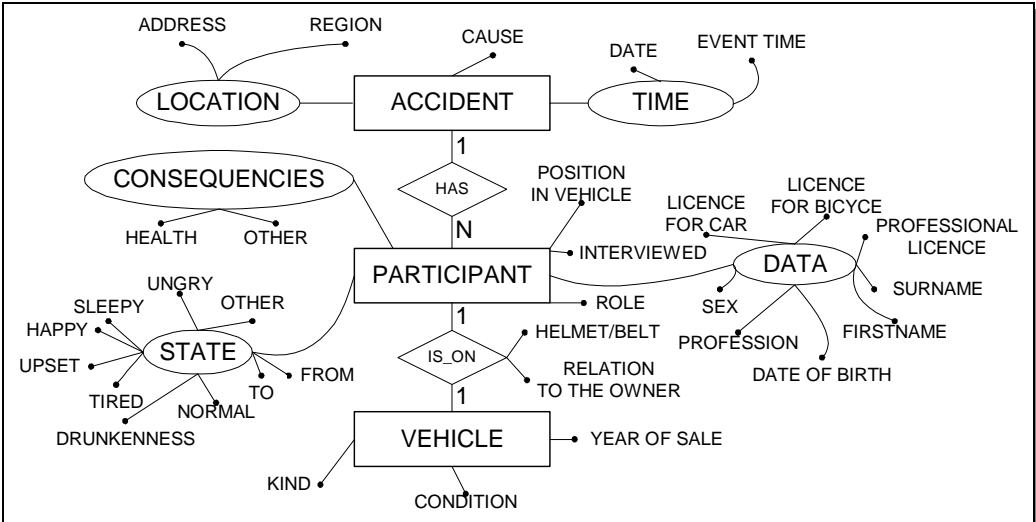 ADDRESS
REGION
CAUSE
DATE
EVENT TIME
LOCATION
ACCIDENT
TIME
1
HAS
N
CONSEQUENCIES
HEALTH
OTHER
POSITION
IN VEHICLE
INTERVIEWED
PARTICIPANT
ROLE
LICENCE
FOR CAR
LICENCE
FOR BICYCE
PROFESSIONAL
LICENCE
DATA
SURNAME
SEX
FIRSTNAME
PROFESSION
DATE OF BIRTH
UNGRY
SLEEPY
OTHER
HAPPY
STATE
UPSET
FROM
TO
TIRED
NORMAL
DRUNKENNESS
1
IS_ON
HELMET/BELT
RELATION
TO THE OWNER
1
VEHICLE
YEAR OF SALE
KIND
CONDITION